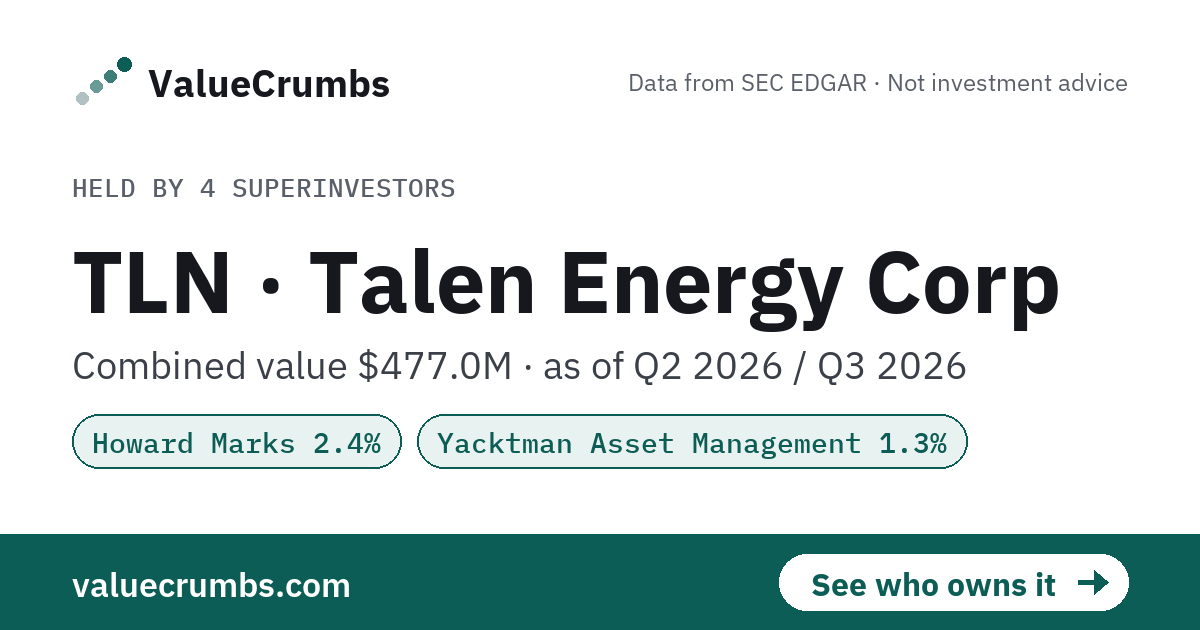 ValueCrumbs
Data from SEC EDGAR · Not investment advice
HELD BY 4 SUPERINVESTORS
TLN · Talen Energy Corp
Combined value $477.0M · as of Q2 2026 / Q3 2026
Howard Marks 2.4%
Yacktman Asset Management 1.3%
valuecrumbs.com
See who owns it →